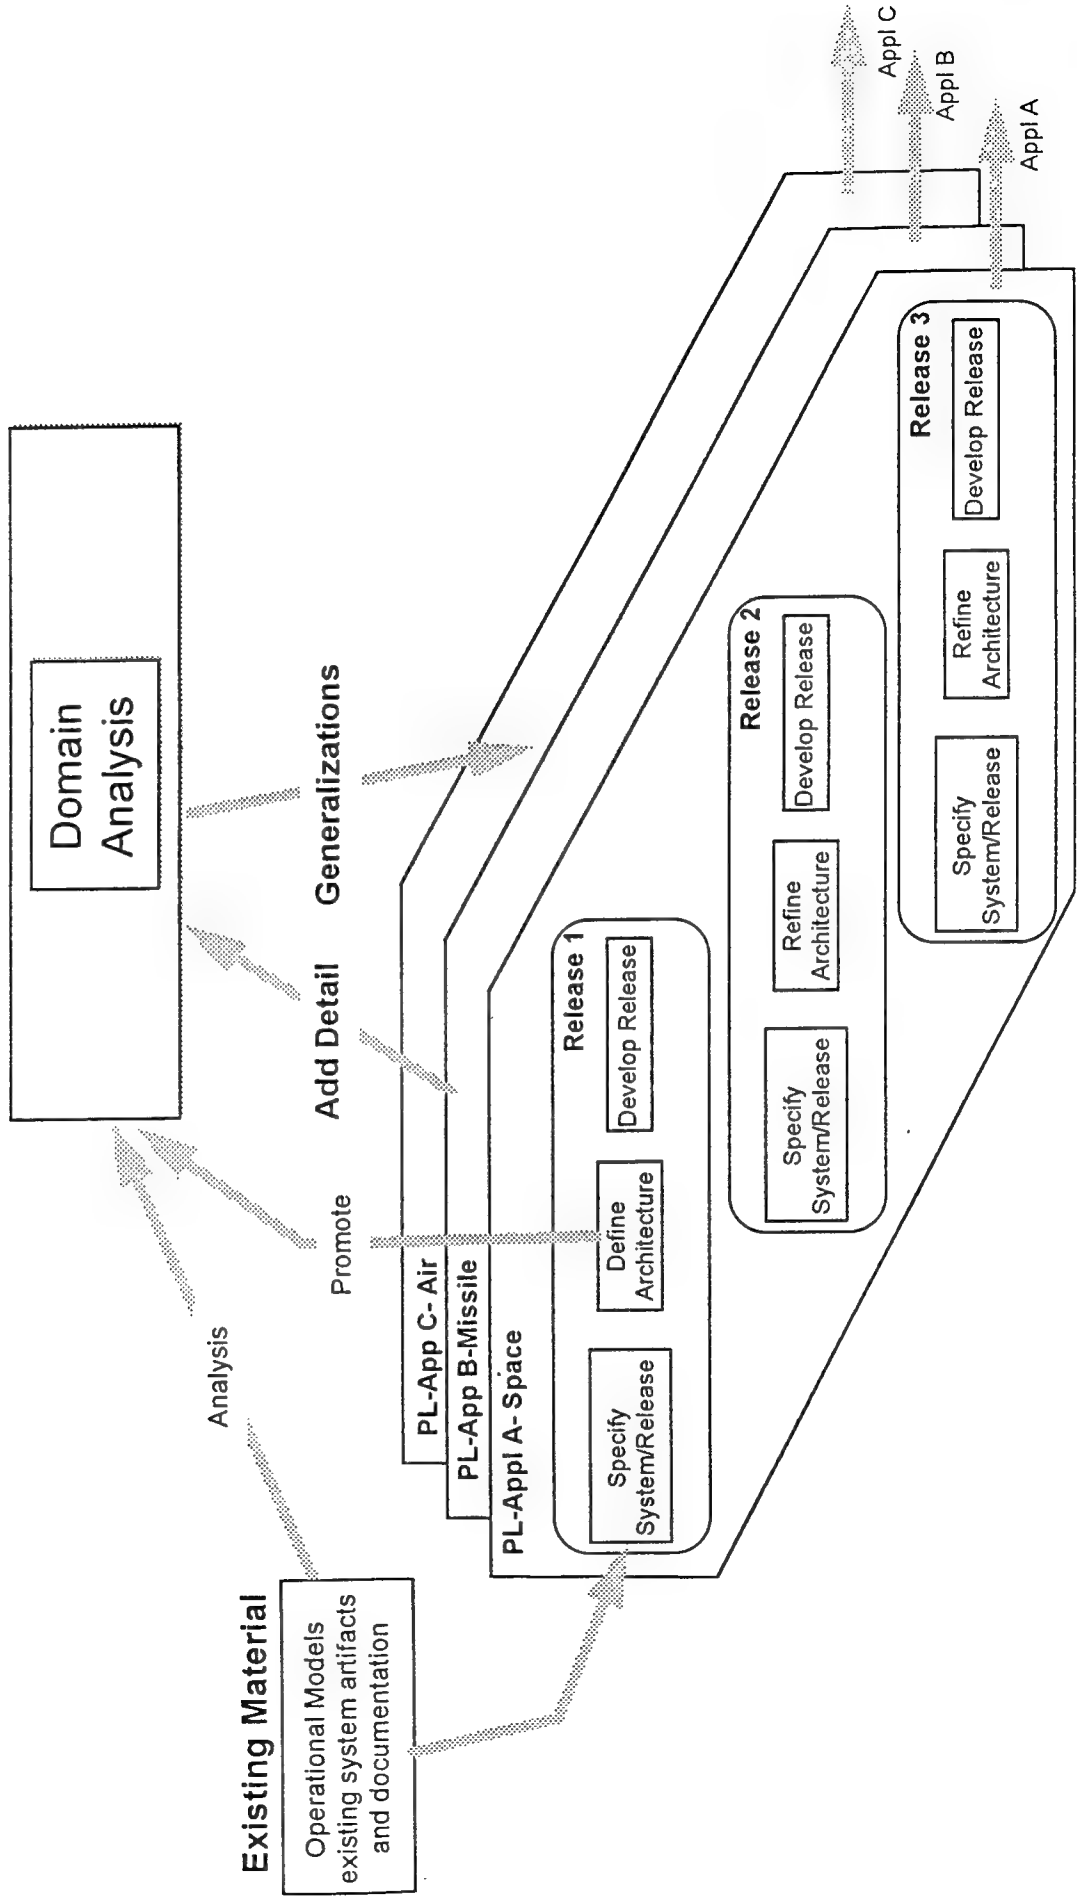 Domain
Analysis
Existing Material
Operational Models
existing system artifacts
and documentation
Analysis
Promote
Add Detail
Generalizations
PL-App C- Air
PL-App B-Missile
PL-Appl A- Space
Release 1
Specify
System/Release
Define
Architecture
Develop Release
Release 2
Specify
System/Release
Refine
Architecture
Develop Release
Release 3
Specify
System/Release
Refine
Architecture
Develop Release
Appl C
Appl B
Appl A